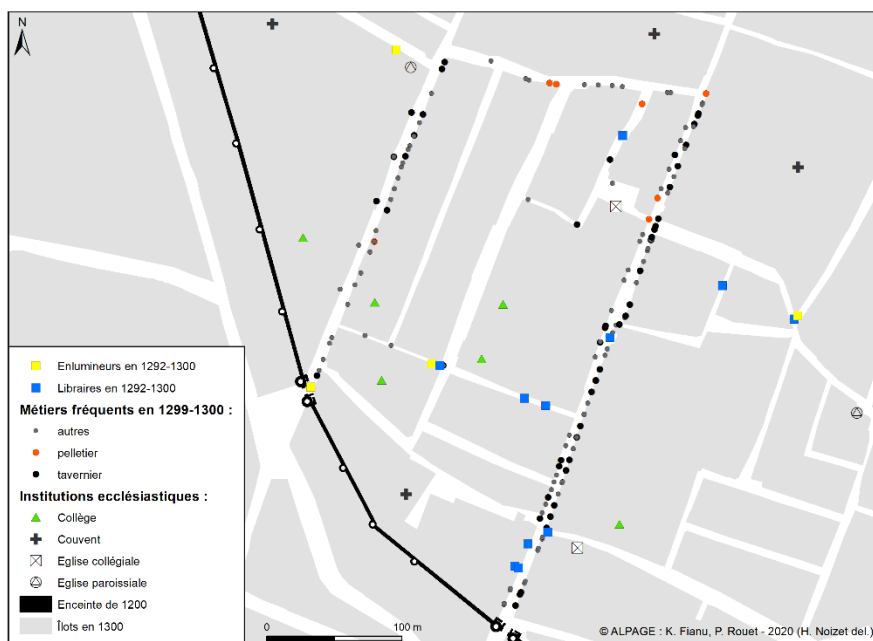 N
Enlumineurs en 1292-1300
Libraires en 1292-1300
Métiers fréquents en 1299-1300 :
autres
pelletier
tavernier
Institutions ecclésiastiques :
Collège
Couvent
Eglise collégiale
Eglise paroissiale
Enceinte de 1200
Îlots en 1300
0 100 m
© ALPAGE : K. Fianu, P. Rouet - 2020 (H. Noizet del.)